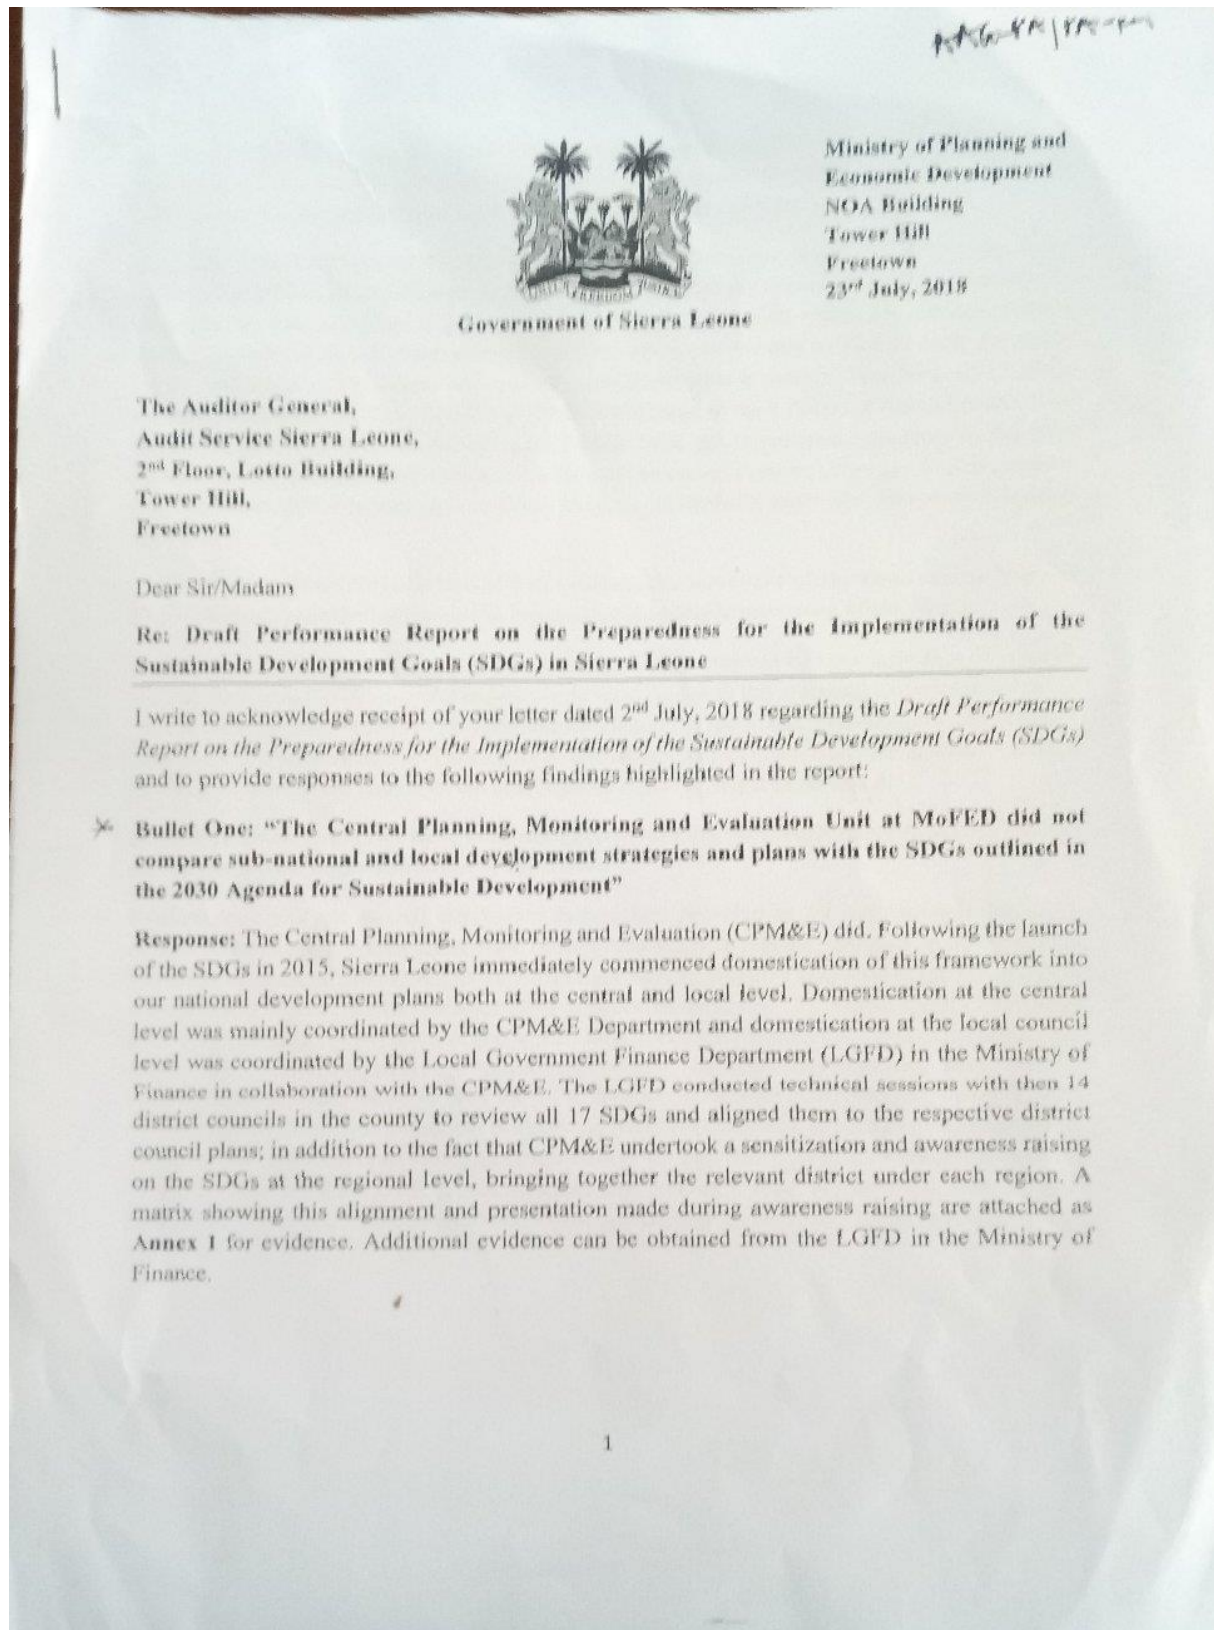 Ministry of Planning and
Economic Development
NOA Building
Tower Hill
Freetown
23rd July, 2018
FREEDOM
Government of Sierra Leone
The Auditor General,
Audit Service Sierra Leone,
2nd Floor, Lotto Building,
Tower Hill,
Freetown
Dear Sir/Madam
Re: Draft Performance Report on the Preparedness for the Implementation of the
Sustainable Development Goals (SDGs) in Sierra Leone
I write to acknowledge receipt of your letter dated 2nd July, 2018 regarding the Draft Performance
Report on the Preparedness for the Implementation of the Sustainable Development Goals (SDGs)
and to provide responses to the following findings highlighted in the report:
Bullet One: “The Central Planning, Monitoring and Evaluation Unit at MoFED did not
compare sub-national and local development strategies and plans with the SDGs outlined in
the 2030 Agenda for Sustainable Development”
Response: The Central Planning, Monitoring and Evaluation (CPM&E) did. Following the launch
of the SDGs in 2015, Sierra Leone immediately commenced domestication of this framework into
our national development plans both at the central and local level. Domestication at the central
level was mainly coordinated by the CPM&E Department and domestication at the local council
level was coordinated by the Local Government Finance Department (LGFD) in the Ministry of
Finance in collaboration with the CPM&E. The LGFD conducted technical sessions with then 14
district councils in the county to review all 17 SDGs and aligned them to the respective district
council plans; in addition to the fact that CPM&E undertook a sensitization and awareness raising
on the SDGs at the regional level, bringing together the relevant district under each region. A
matrix showing this alignment and presentation made during awareness raising are attached as
Annex 1 for evidence. Additional evidence can be obtained from the LGFD in the Ministry of
Finance.
1